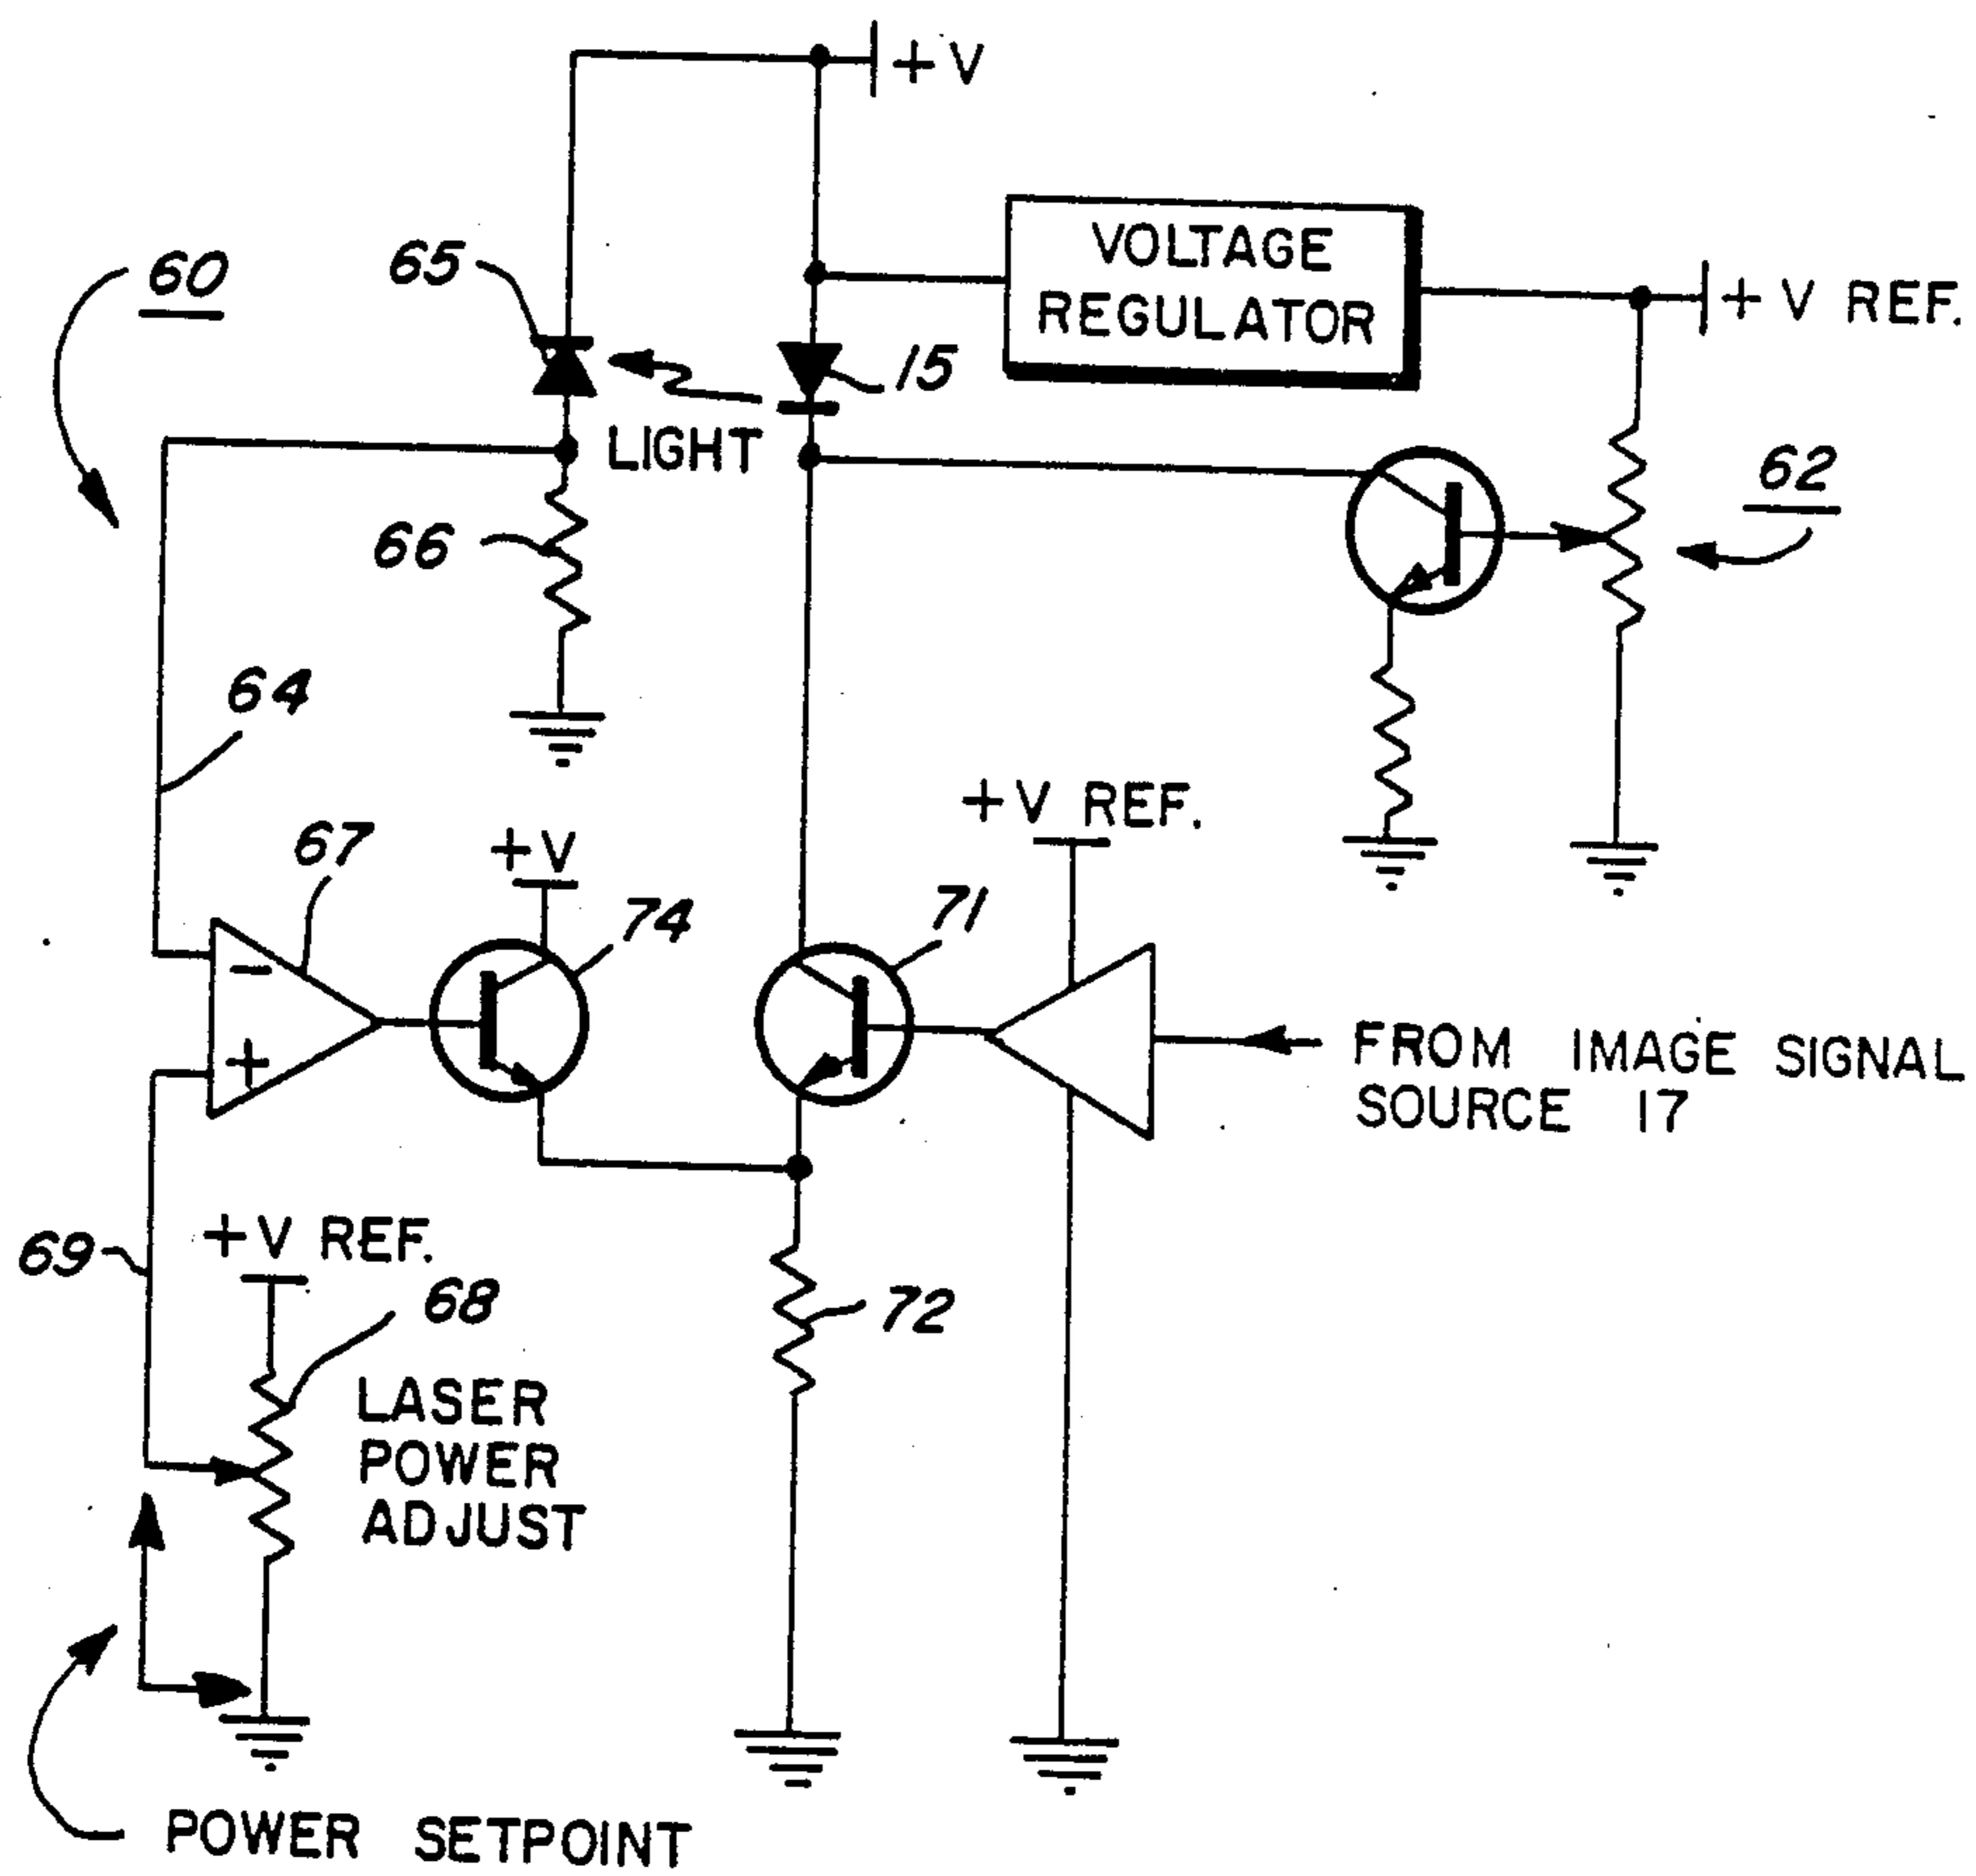 +V
VOLTAGE
REGULATOR
+ V REF.
60
65
15
LIGHT
62
66
64
+V REF.
67
+V
74
71
-
+
FROM IMAGE SIGNAL
SOURCE 17
69
+V REF.
68
72
LASER
POWER
ADJUST
POWER SETPOINT